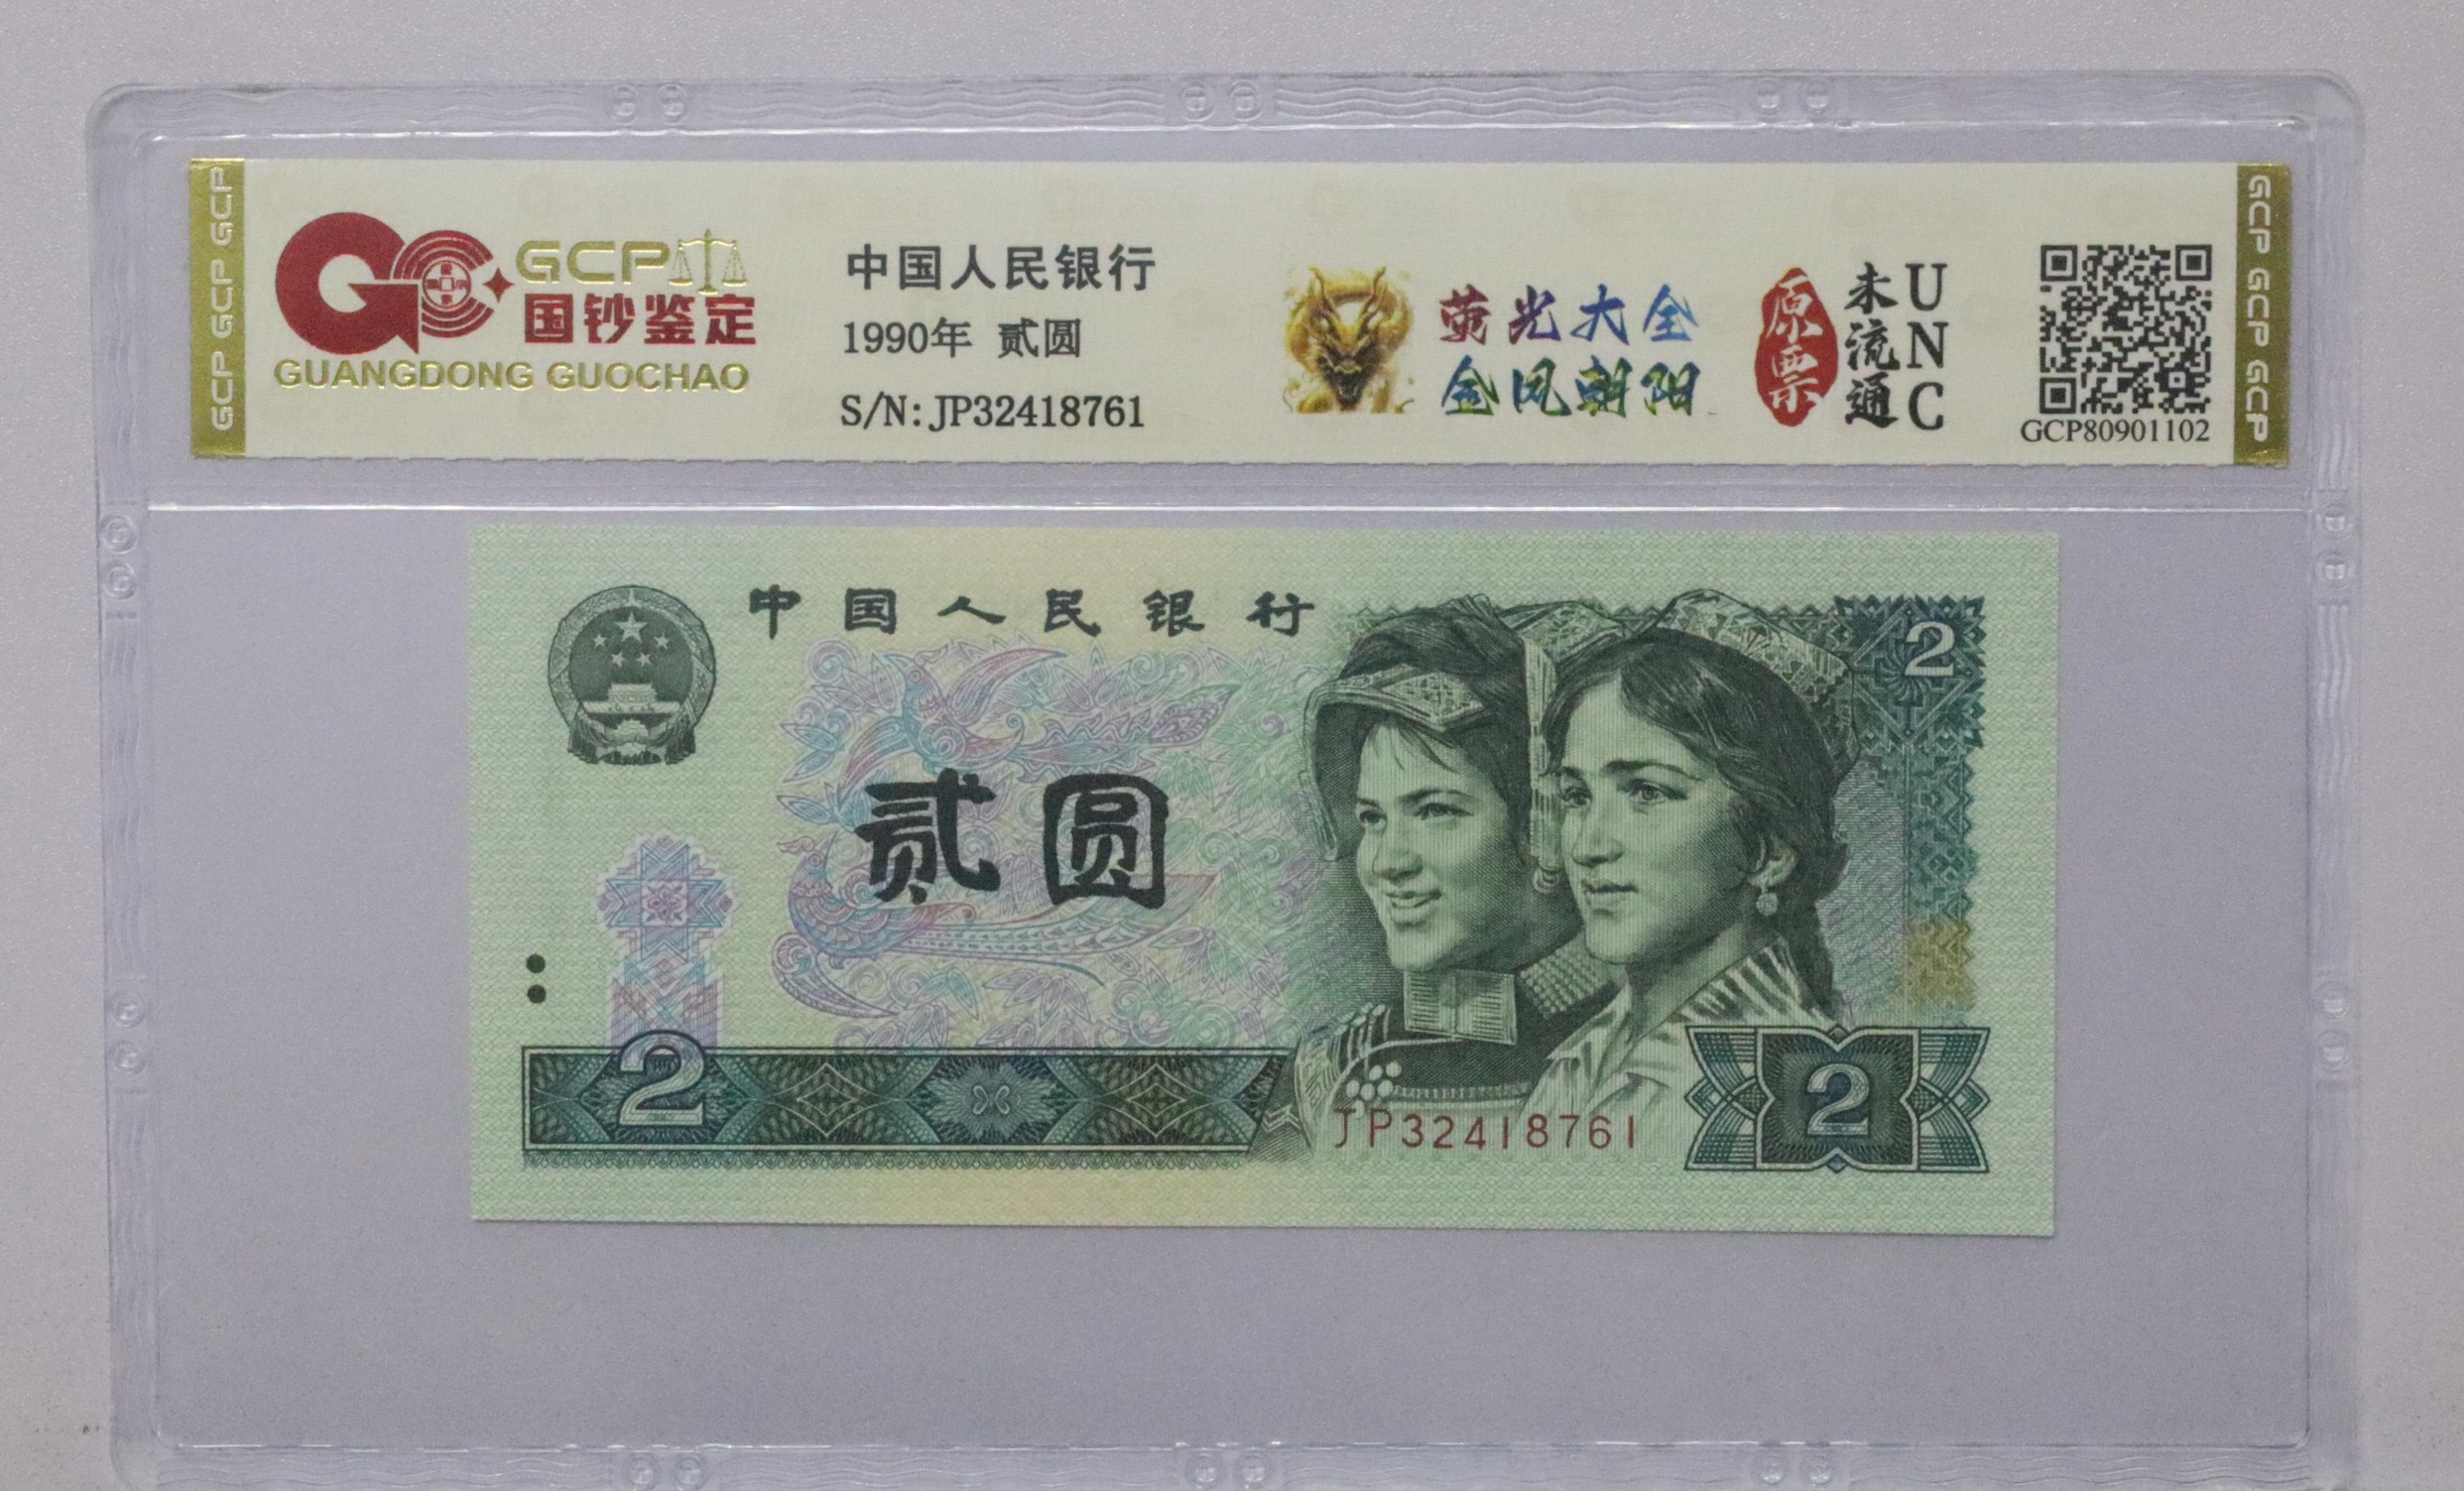 GCP GCP GCP
GCP
国钞鉴定
GUANGDONG GUOCHAO
中国人民银行
1990年 贰圆
S/N: JP32418761
荧光大全
金凤朝阳
原票
未流通
UNC
GCP80901102
GCP GCP GCP
中国人民银行
2
贰圆
2
JP32418761
2